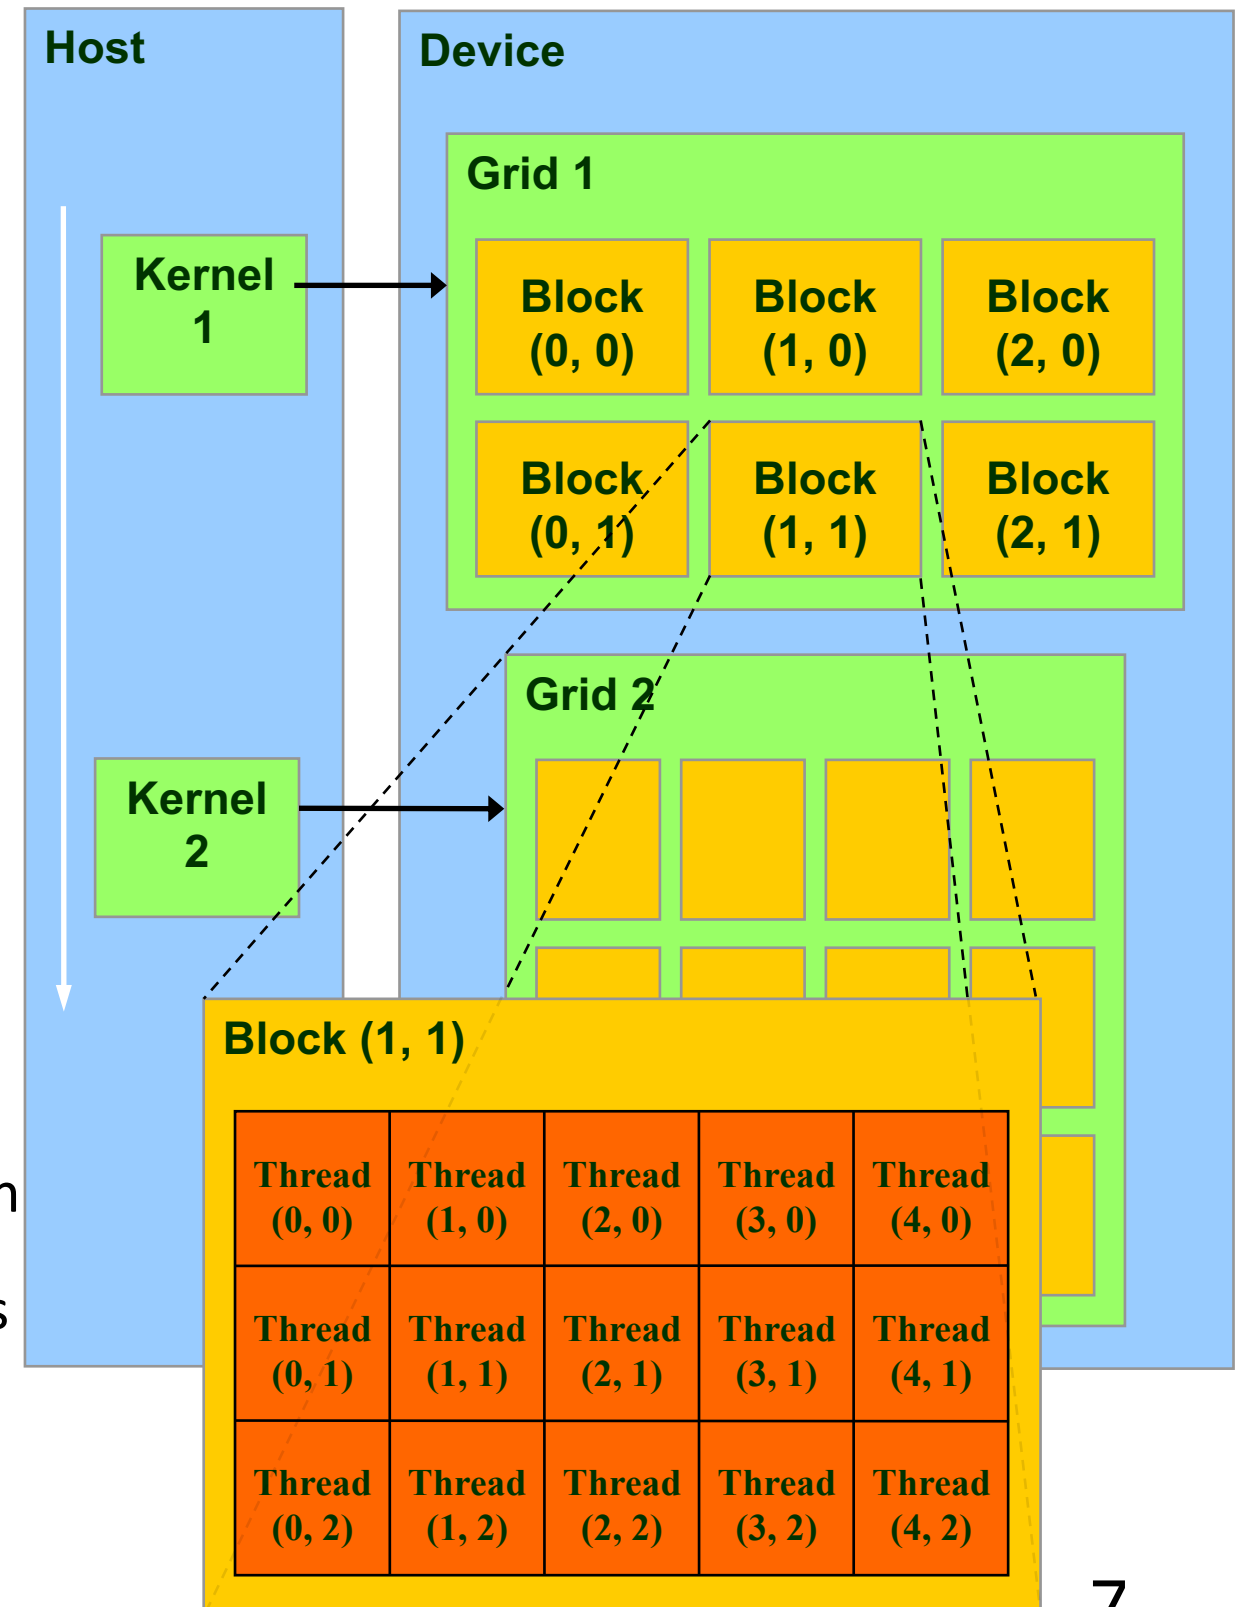 Host
Device
Grid 1
Kernel
1
Block
(0, 0)
Block
(1, 0)
Block
(2, 0)
Block
(0, 1)
Block
(1, 1)
Block
(2, 1)
Grid 2
Kernel
2
Block (1, 1)
Thread
(0, 0)
Thread
(1, 0)
Thread
(2, 0)
Thread
(3, 0)
Thread
(4, 0)
Thread
(0, 1)
Thread
(1, 1)
Thread
(2, 1)
Thread
(3, 1)
Thread
(4, 1)
Thread
(0, 2)
Thread
(1, 2)
Thread
(2, 2)
Thread
(3, 2)
Thread
(4, 2)
7